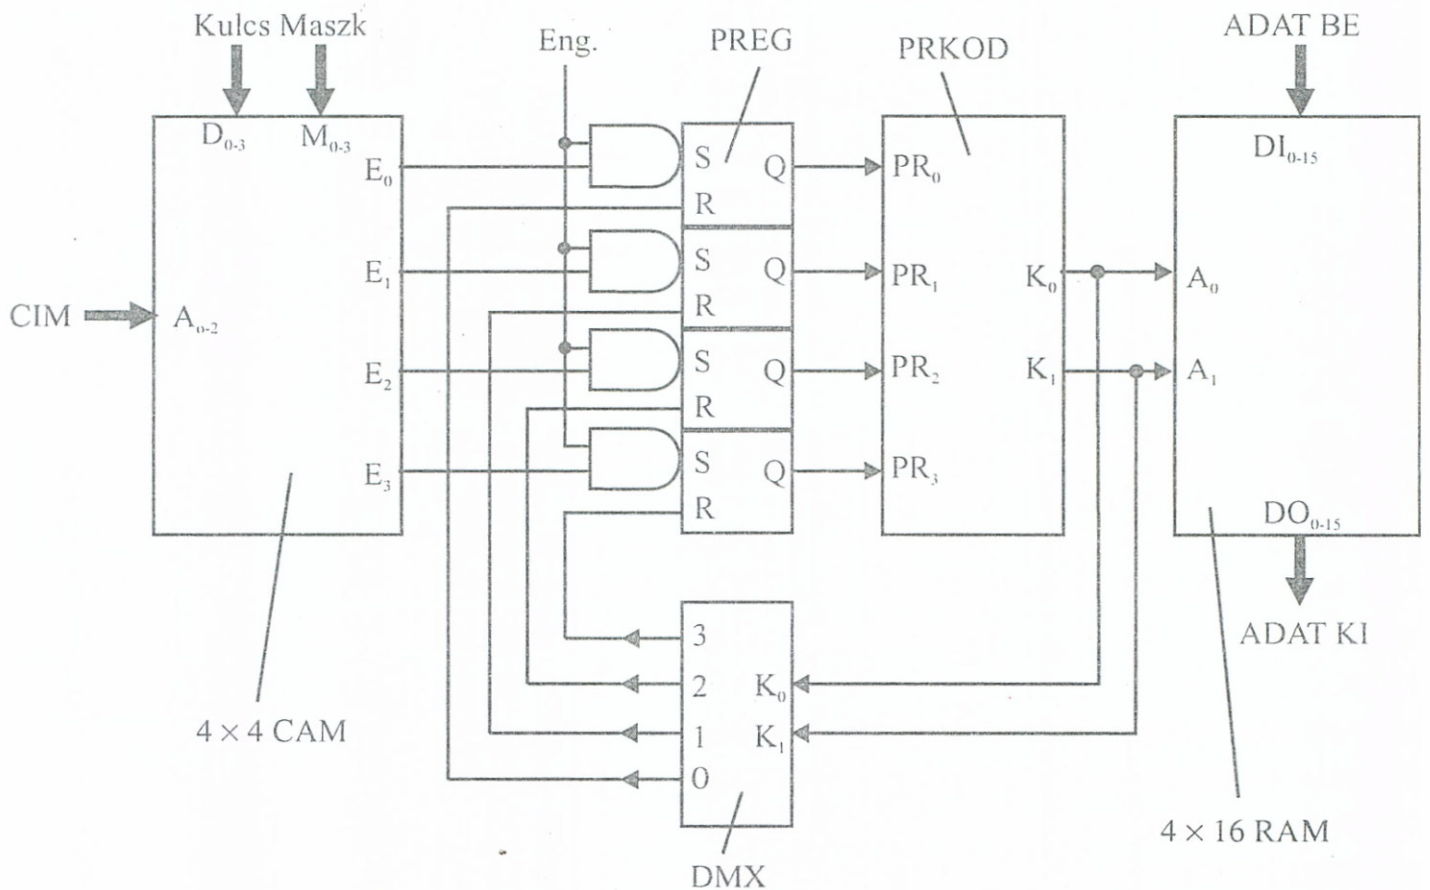 Kulcs Maszk
Eng.
PREG
PRKOD
ADAT BE
D₀₋₃ M₀₋₃
E₀
E₁
E₂
E₃
CIM
A₀₋₂
4 × 4 CAM
S
R
Q
S
R
Q
S
R
Q
S
R
Q
PR₀
PR₁
PR₂
PR₃
K₀
K₁
DI₀₋₁₅
A₀
A₁
DO₀₋₁₅
ADAT KI
4 × 16 RAM
3
2
1
0
K₀
K₁
DMX